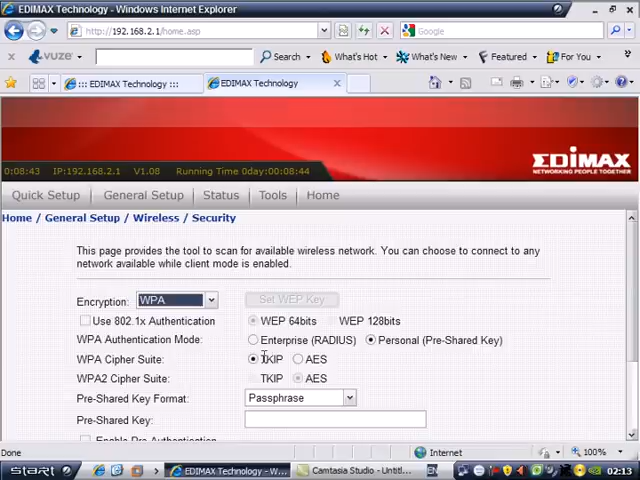 EDIMAX Technology - Windows Internet Explorer
http://192.168.2.1/home.asp
Google
VUZE
Technology
What's Hot
What's New
Featured
For You
::: EDIMAX Technology :::
EDIMAX Technology
EDIMAX
NETWORKING PEOPLE TOGETHER
0:08:43 IP:192.168.2.1 V1.08 Running Time 0day:00:08:44
Quick Setup General Setup Status Tools Home
Home / General Setup / Wireless / Security
This page provides the tool to scan for available wireless network. You can choose to connect to any
network available while client mode is enabled.
Encryption: WPA Set WEP Key
Use 802.1x Authentication WEP 64bits WEP 128bits
WPA Authentication Mode: Enterprise (RADIUS) Personal (Pre-Shared Key)
WPA Cipher Suite: TKIP AES
WPA2 Cipher Suite: TKIP AES
Pre-Shared Key Format: Passphrase
Pre-Shared Key:
Enable Pre-Authentication
Done Internet 100%
start EDIMAX Technology - W... Camtasia Studio - Untitl... EN 02:13